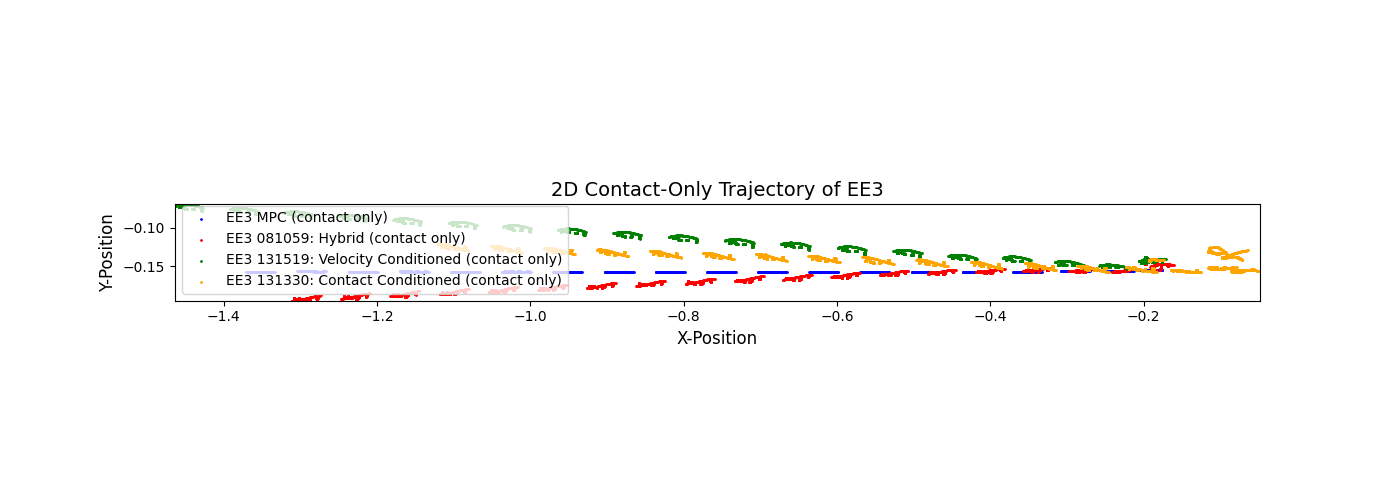 2D Contact-Only Trajectory of EE3
Y-Position
−0.10
−0.15
EE3 MPC (contact only)
EE3 081059: Hybrid (contact only)
EE3 131519: Velocity Conditioned (contact only)
EE3 131330: Contact Conditioned (contact only)
−1.4 −1.2 −1.0 −0.8 −0.6 −0.4 −0.2
X-Position